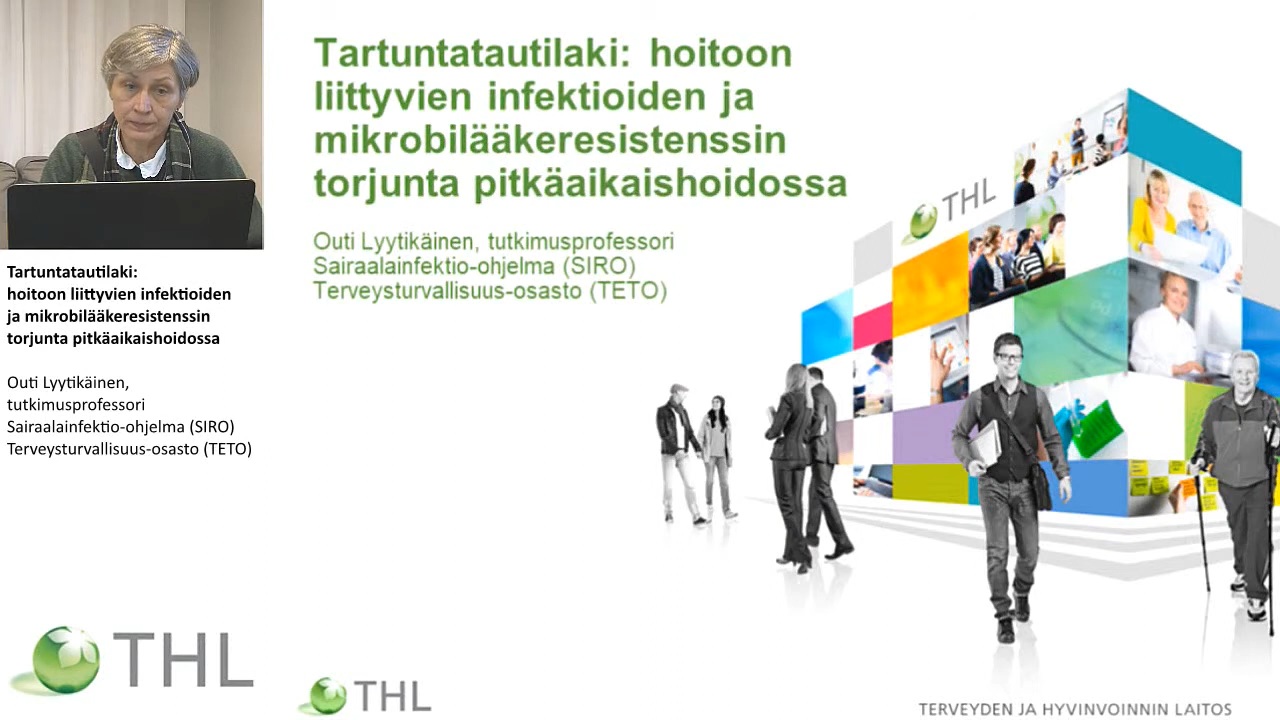 Tartuntatautilaki: hoitoon
liittyvien infektioiden ja
mikrobilääkeresistenssin
torjunta pitkäaikaishoidossa
Outi Lyytikäinen, tutkimusprofessori
Sairaalainfektio-ohjelma (SIRO)
Terveysturvallisuus-osasto (TETO)
THL
Tartuntatautilaki:
hoitoon liittyvien infektioiden
ja mikrobilääkeresistenssin
torjunta pitkäaikaishoidossa
Outi Lyytikäinen,
tutkimusprofessori
Sairaalainfektio-ohjelma (SIRO)
Terveysturvallisuus-osasto (TETO)
THL
THL
TERVEYDEN JA HYVINVOINNIN LAITOS